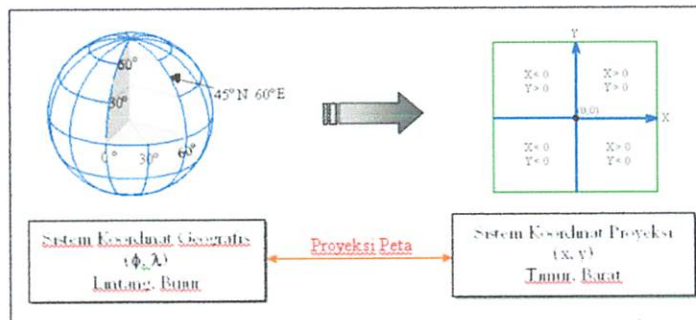 60°
30°
0°
30°
60°
45°N 60°E
Y
X
X < 0
Y > 0
X > 0
Y > 0
(0,0)
X < 0
Y < 0
X > 0
Y < 0
Sistem Koordinat Geografis
(ϕ, λ)
Lintang, Bujur
Proyeksi Peta
Sistem Koordinat Proyeksi
(x, y)
Timur, Barat